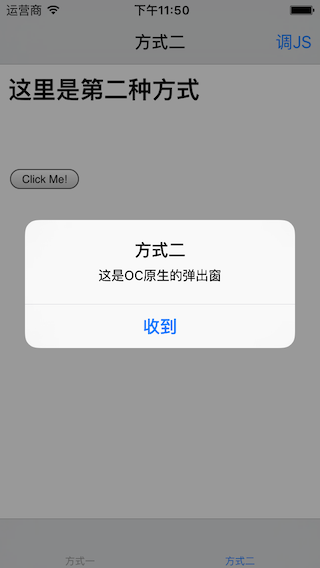 运营商 下午11:50
方式二 调JS
这里是第二种方式
Click Me!
方式二
这是OC原生的弹出窗
收到
方式一 方式二